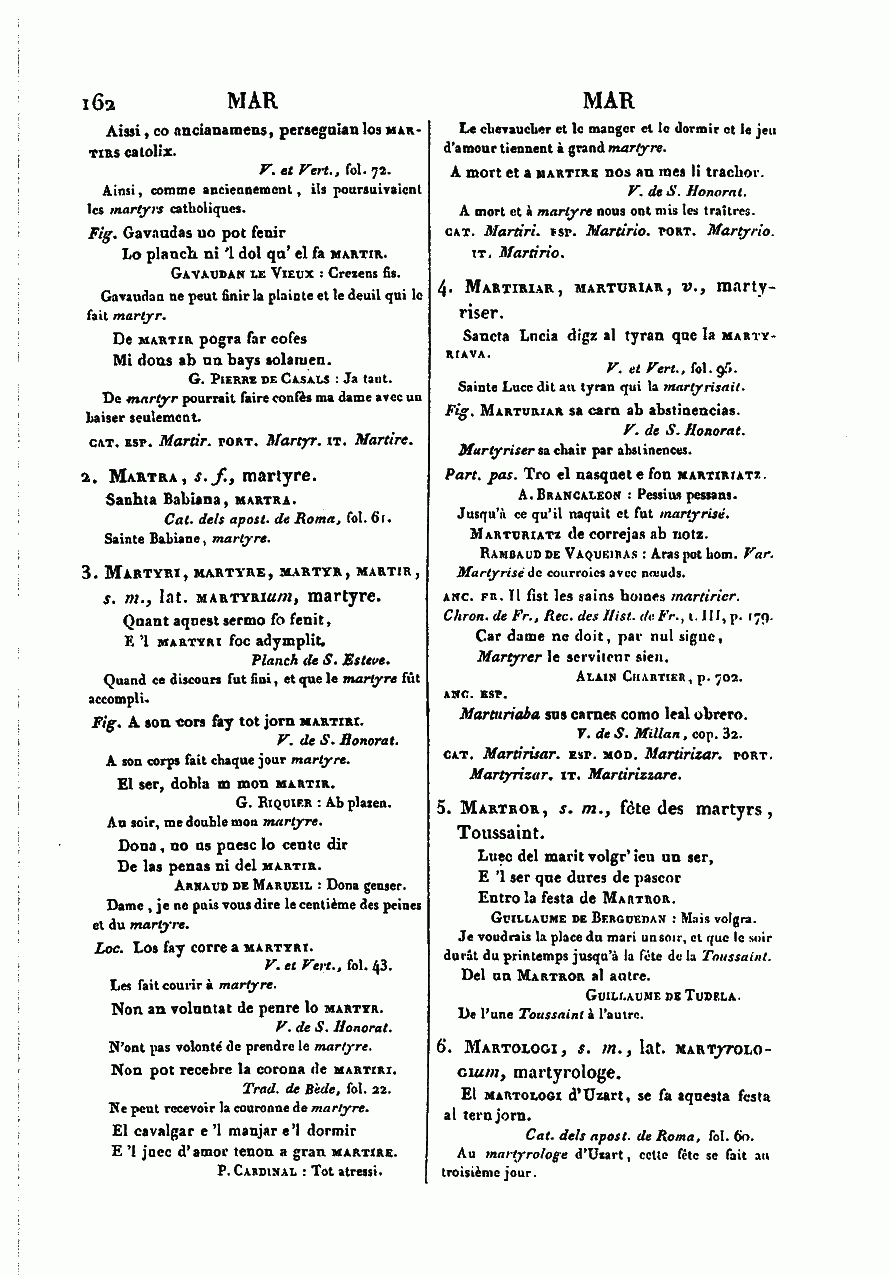 162 MAR MAR
Aissi, co ancianamens, perseguian los MAR-
TIRS catolix.
V. et Vert., fol. 72.
Ainsi, comme anciennement, ils poursuivaient
les martyrs catholiques.
Fig. Gavaudas no pot fenir
Lo planch ni 'l dol qu' el fa MARTIR.
GAVAUDAN LE VIEUX : Crezens fis.
Gavaudan ne peut finir la plainte et le deuil qui le
fait martyr.
De MARTIR pogra far cofes
Mi dons ab un bays solamen.
G. PIERRE DE CASALS : Ja tant.
De martyr pourrait faire confès ma dame avec un
baiser seulement.
CAT. ESP. Martir. PORT. Martyr. IT. Martire.
2. MARTRA, s. f., martyre.
Sanhta Babiana, MARTRA.
Cat. dels apost. de Roma, fol. 61.
Sainte Babiane, martyre.
3. MARTYRI, MARTYRE, MARTYR, MARTIR,
s. m., lat. MARTYRIum, martyre.
Quant aquest sermo fo fenit,
E 'l MARTYRI foc adymplit.
Planch de S. Esteve.
Quand ce discours fut fini, et que le martyre fût
accompli.
Fig. A son cors fay tot jorn MARTIRI.
V. de S. Honorat.
A son corps fait chaque jour martyre.
El ser, dobla m mon MARTIR.
G. RIQUIER : Ab plazen.
Au soir, me double mon martyre.
Dona, no us puesc lo cente dir
De las penas ni del MARTIR.
ARNAUD DE MARUEIL : Dona genser.
Dame, je ne puis vous dire le centième des peines
et du martyre.
Loc. Los fay corre a MARTYRI.
V. et Vert., fol. 43.
Les fait courir à martyre.
Non an voluntat de penre lo MARTYR.
V. de S. Honorat.
N'ont pas volonté de prendre le martyre.
Non pot recebre la corona de MARTIRI.
Trad. de Bède, fol. 22.
Ne peut recevoir la couronne de martyre.
El cavalgar e 'l manjar e 'l dormir
E 'l juec d'amor tenon a gran MARTIRE.
P. CARDINAL : Tot atressi.
Le chevaucher et le manger et le dormir et le jeu
d'amour tiennent à grand martyre.
A mort et a MARTIRE nos an mes li trachor.
V. de S. Honorat.
A mort et à martyre nous ont mis les traîtres.
CAT. Martiri. ESP. Martirio. PORT. Martyrio.
IT. Martirio.
4. MARTIRIAR, MARTURIAR, v., marty-
riser.
Sancta Lucia digz al tyran que la MARTY-
RIAVA.
V. et Vert., fol. 95.
Sainte Luce dit au tyran qui la martyrisait.
Fig. MARTURIAR sa carn ab abstinencias.
V. de S. Honorat.
Martyriser sa chair par abstinences.
Part. pas. Tro el nasquet e fon MARTIRIATZ.
A. BRANCALEON : Pessius pessans.
Jusqu'à ce qu'il naquit et fut martyrisé.
MARTURIATZ de correjas ab notz.
RAMBAUD DE VAQUEIRAS : Aras pot hom. Var.
Martyrisé de courroies avec nœuds.
ANC. FR. Il fist les sains homes martirier.
Chron. de Fr., Rec. des Hist. de Fr., t. III, p. 179.
Car dame ne doit, par nul signe,
Martyrer le serviteur sien.
ALAIN CHARTIER, p. 702.
ANC. ESP.
Marturiaba sus carnes como leal obrero.
V. de S. Millan, cop. 32.
CAT. Martirisar. ESP. MOD. Martirizar. PORT.
Martyrizar. IT. Martirizzare.
5. MARTROR, s. m., fête des martyrs,
Toussaint.
Luec del marit volgr' ieu un ser,
E 'l ser que dures de pascor
Entro la festa de MARTROR.
GUILLAUME DE BERGUEDAN : Mais volgra.
Je voudrais la place du mari un soir, et que le soir
durât du printemps jusqu'à la fête de la Toussaint.
Del un MARTROR al autre.
GUILLAUME DE TUDELA.
De l'une Toussaint à l'autre.
6. MARTOLOGI, s. m., lat. MARTyrOLO-
GIum, martyrologe.
El MARTOLOGI d'Uzart, se fa aquesta festa
al tern jorn.
Cat. dels apost. de Roma, fol. 60.
Au martyrologe d'Uzart, cette fête se fait au
troisième jour.